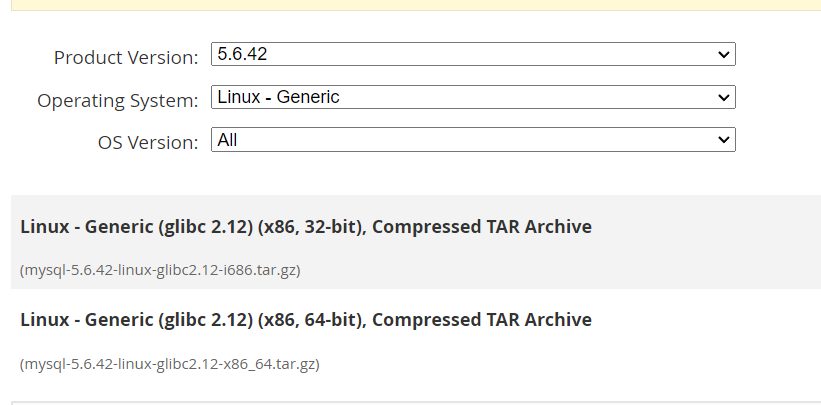 Product Version: 5.6.42
Operating System: Linux - Generic
OS Version: All
Linux - Generic (glibc 2.12) (x86, 32-bit), Compressed TAR Archive
(mysql-5.6.42-linux-glibc2.12-i686.tar.gz)
Linux - Generic (glibc 2.12) (x86, 64-bit), Compressed TAR Archive
(mysql-5.6.42-linux-glibc2.12-x86_64.tar.gz)